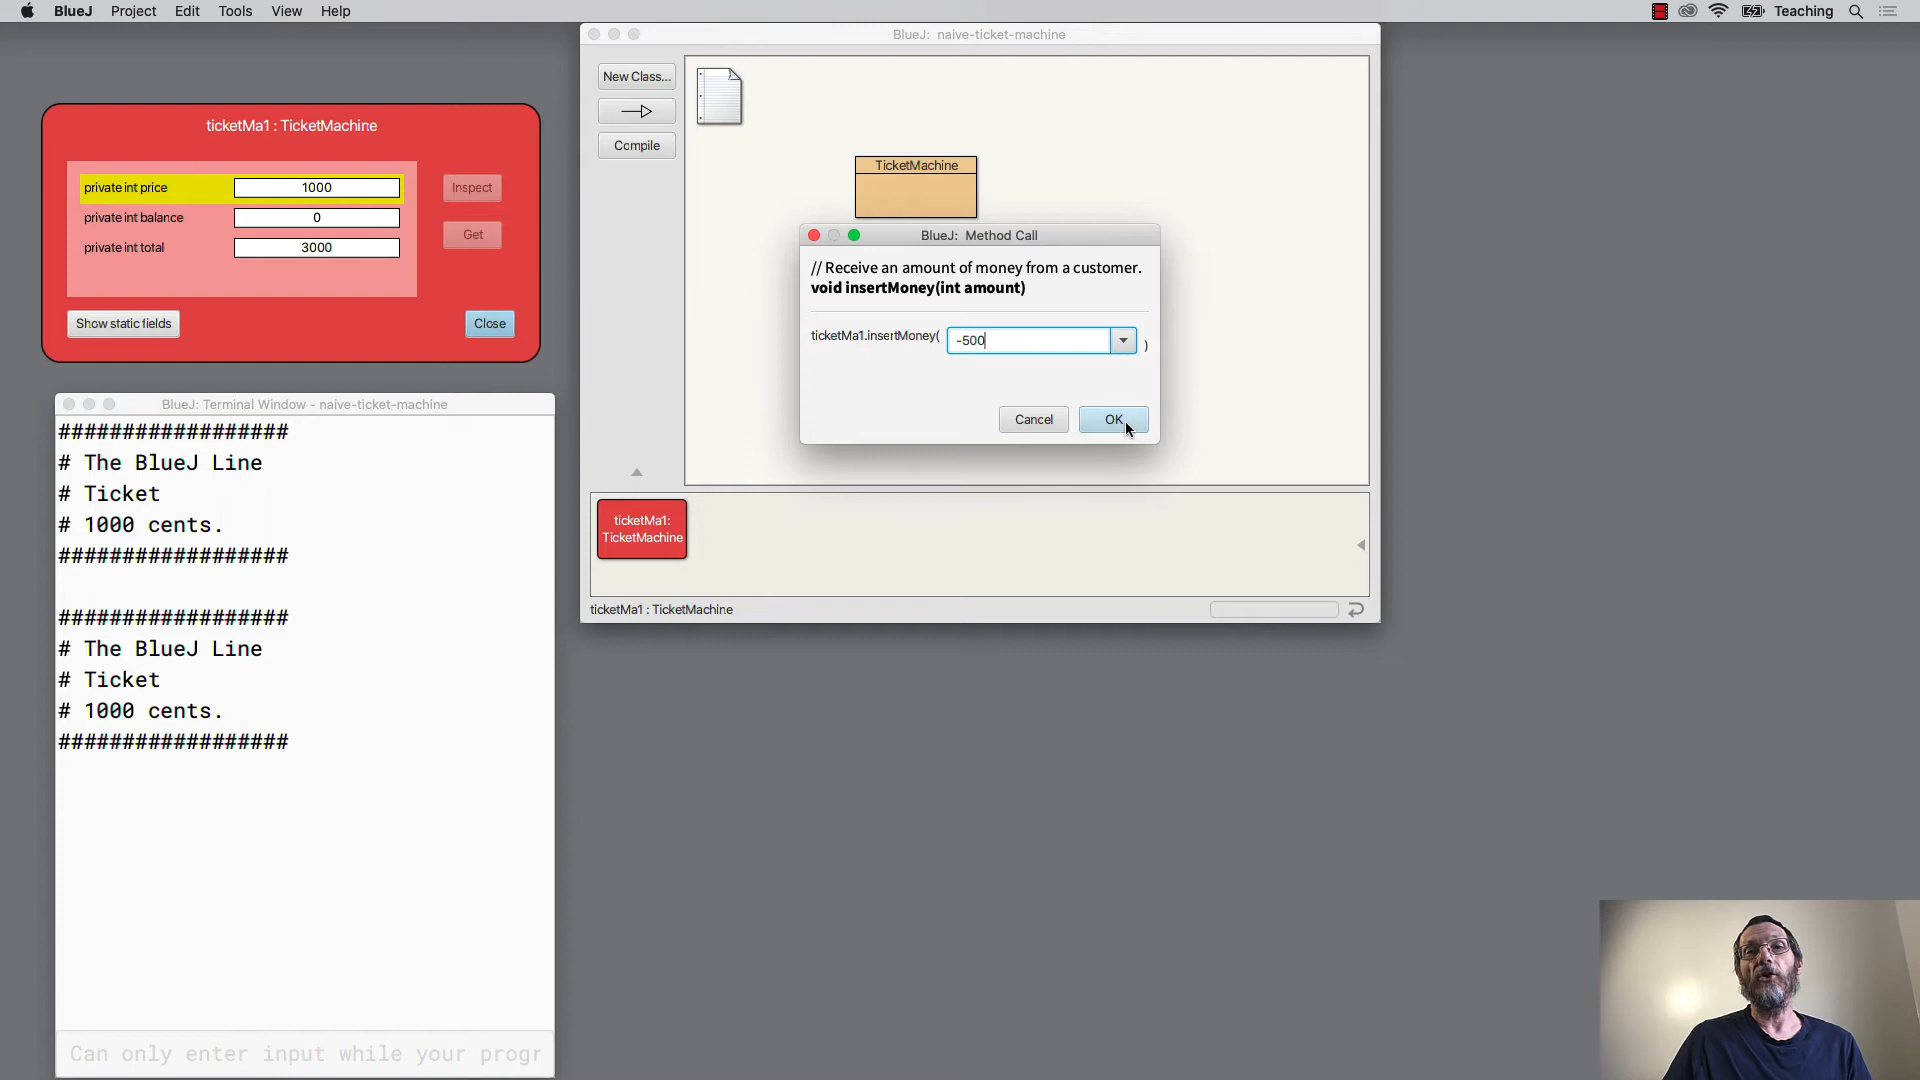 BlueJ Project Edit Tools View Help
Teaching
BlueJ: naive-ticket-machine
New Class...
Compile
TicketMachine
ticketMa1 : TicketMachine
private int price 1000
private int balance 0
private int total 3000
Inspect
Get
Show static fields
Close
BlueJ: Method Call
// Receive an amount of money from a customer.
void insertMoney(int amount)
ticketMa1.insertMoney( -500 )
Cancel OK
BlueJ: Terminal Window - naive-ticket-machine
##################
# The BlueJ Line
# Ticket
# 1000 cents.
##################
##################
# The BlueJ Line
# Ticket
# 1000 cents.
##################
Can only enter input while your progr
ticketMa1:
TicketMachine
ticketMa1 : TicketMachine